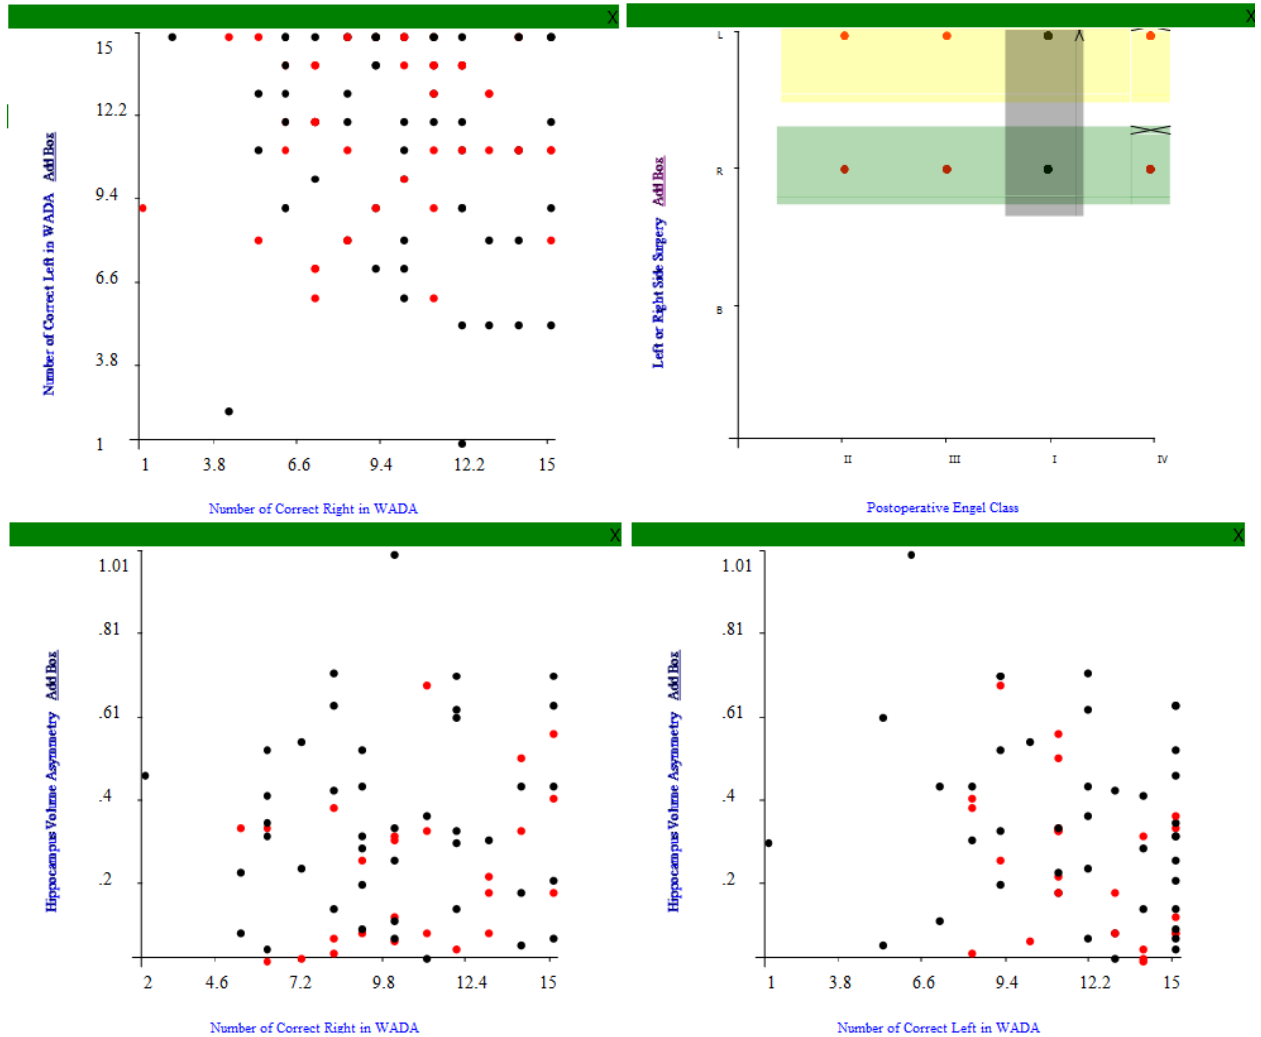 X
X
15
12.2
9.4
6.6
3.8
1
Number of Correct Left in WADA Add Box
1 3.8 6.6 9.4 12.2 15
Number of Correct Right in WADA
L
R
B
Left or Right Side Surgery Add Box
II III I IV
Postoperative Engel Class
X
X
1.01
.81
.61
.4
.2
Hippocampus Volume Asymmetry Add Box
2 4.6 7.2 9.8 12.4 15
Number of Correct Right in WADA
1.01
.81
.61
.4
.2
Hippocampus Volume Asymmetry Add Box
1 3.8 6.6 9.4 12.2 15
Number of Correct Left in WADA